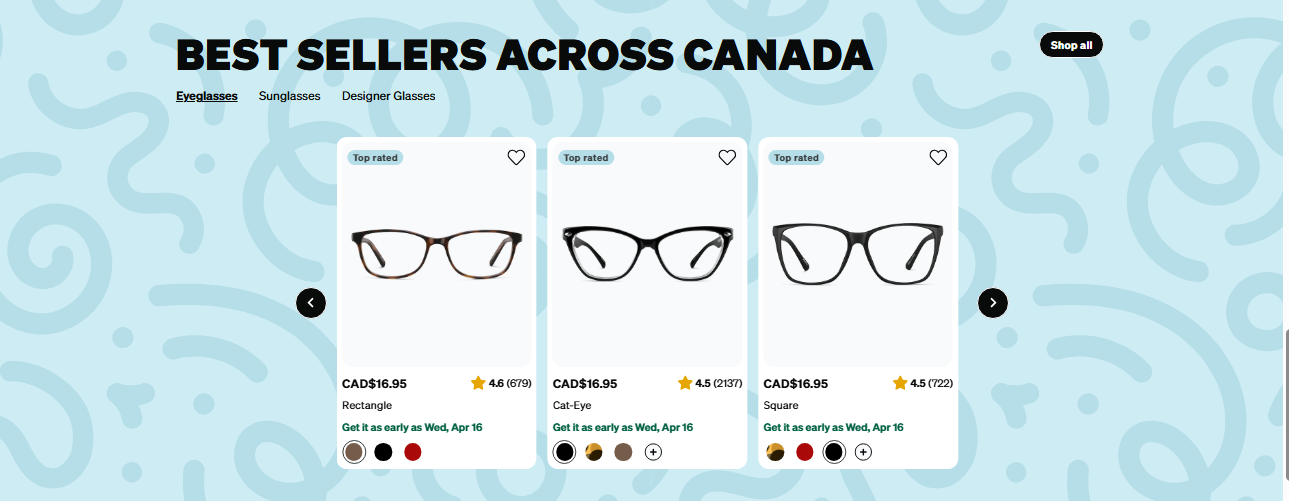 BEST SELLERS ACROSS CANADA
Shop all
Eyeglasses Sunglasses Designer Glasses
Top rated
Top rated
Top rated
CAD$16.95 4.6 (679)
Rectangle
Get it as early as Wed, Apr 16
CAD$16.95 4.5 (2137)
Cat-Eye
Get it as early as Wed, Apr 16
CAD$16.95 4.5 (722)
Square
Get it as early as Wed, Apr 16